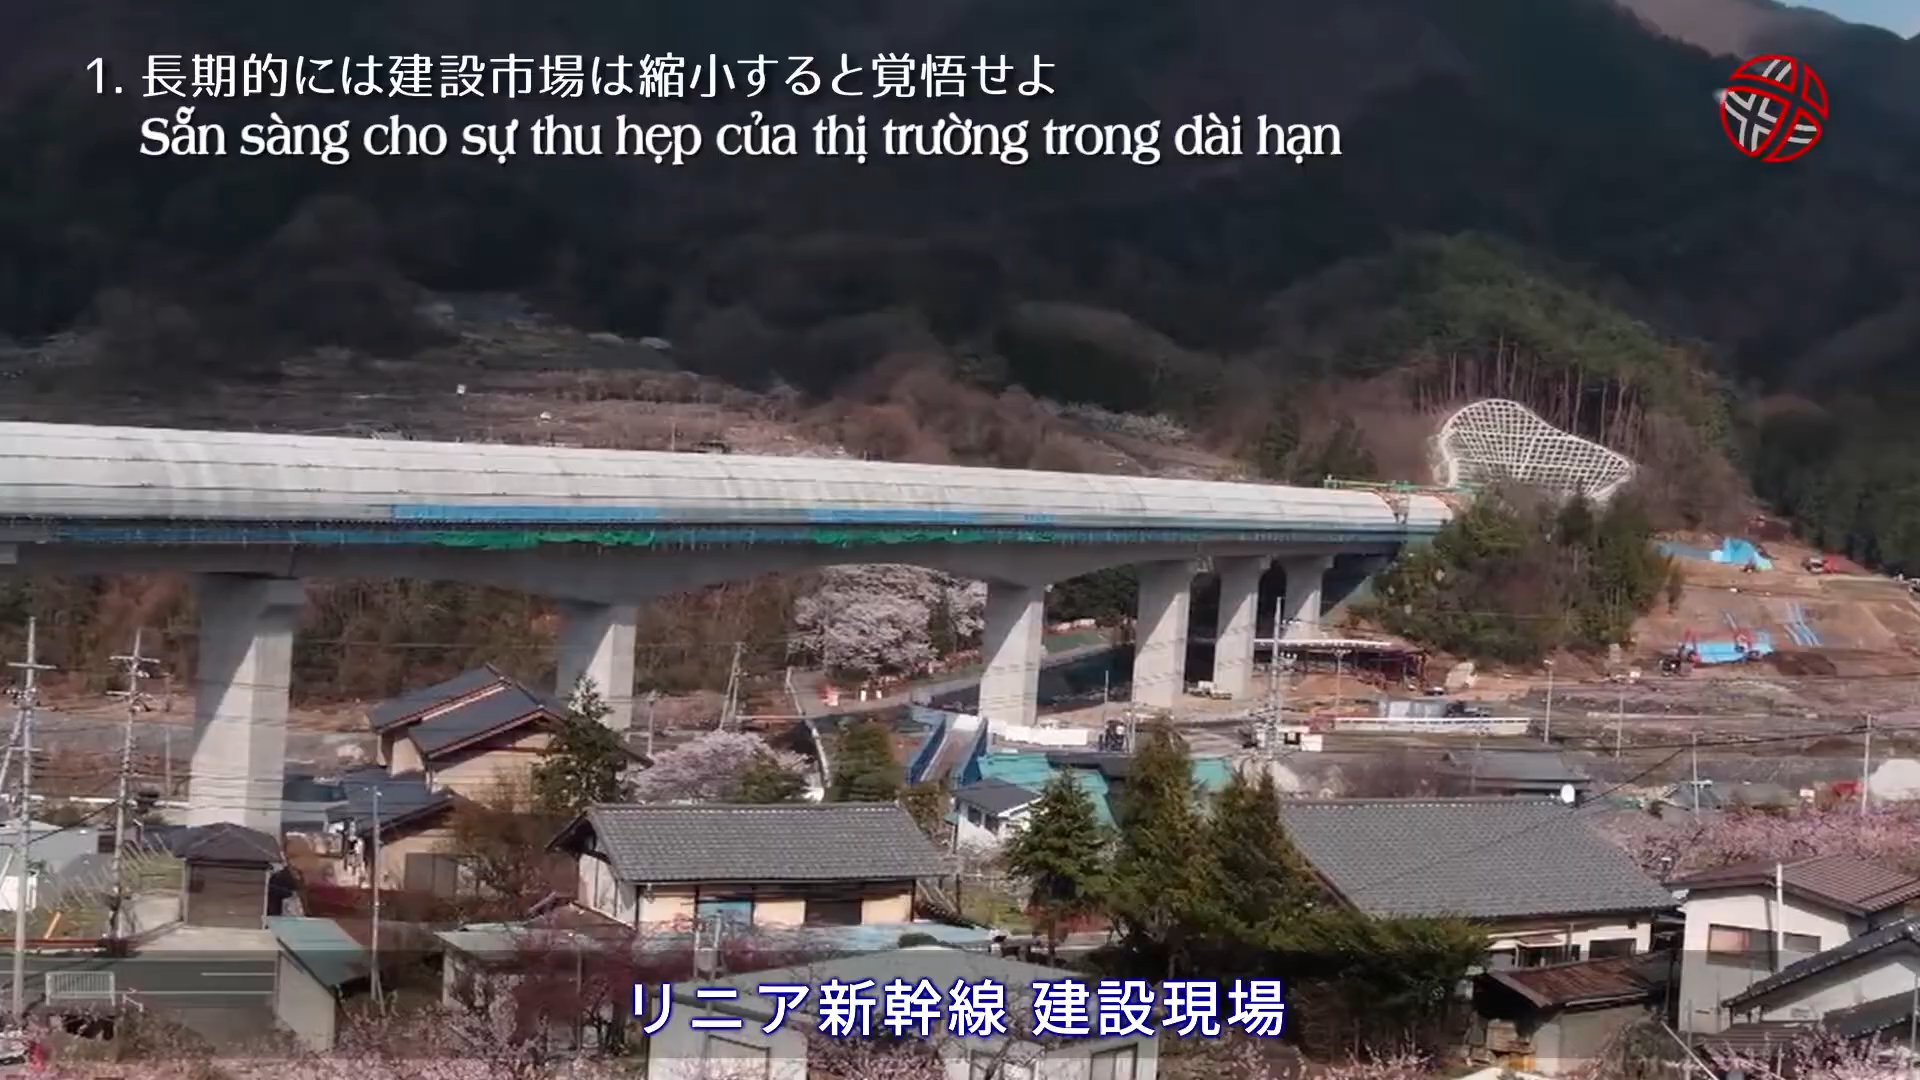 1. 長期的には建設市場は縮小すると覚悟せよ
Sẵn sàng cho sự thu hẹp của thị trường trong dài hạn
リニア新幹線 建設現場